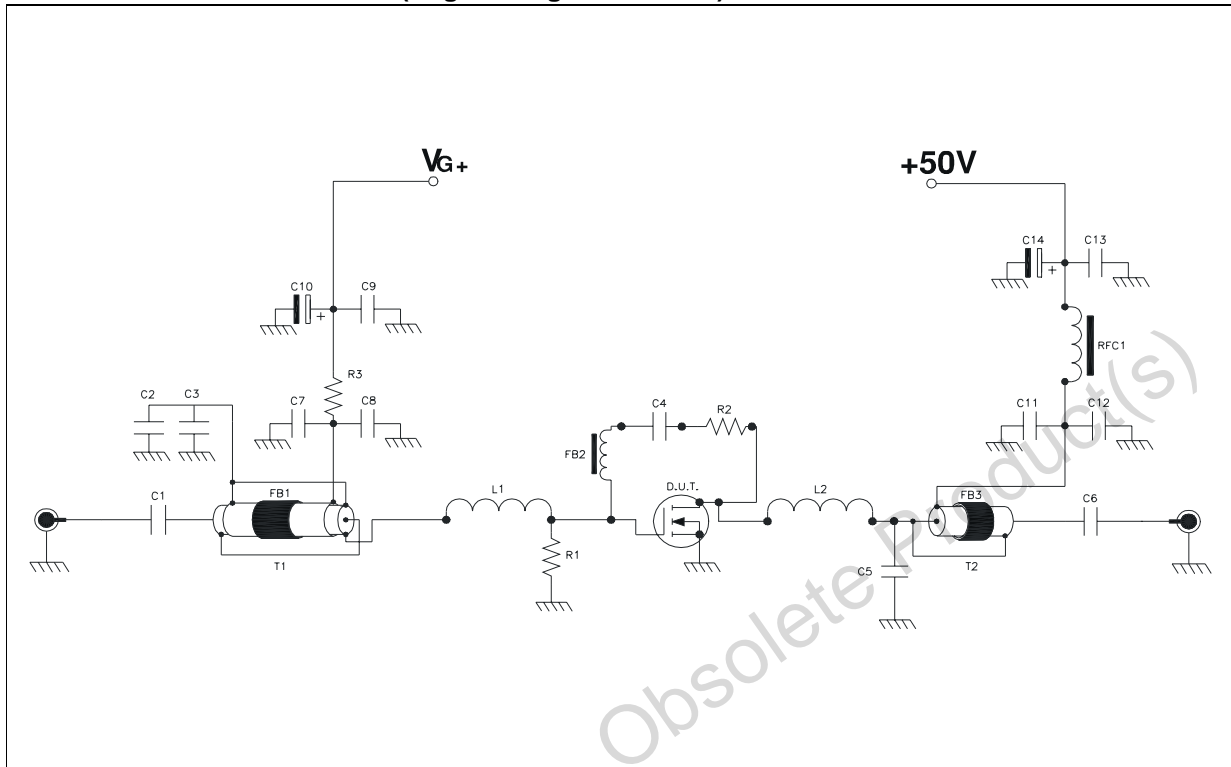 VG+
+50V
C14
C13
C10
C9
+
+
RFC1
R3
C2
C3
C7
C8
C4
R2
C11
C12
FB2
D.U.T.
FB1
L1
L2
FB3
C1
C6
R1
T1
C5
T2
Obsolete Product(s)